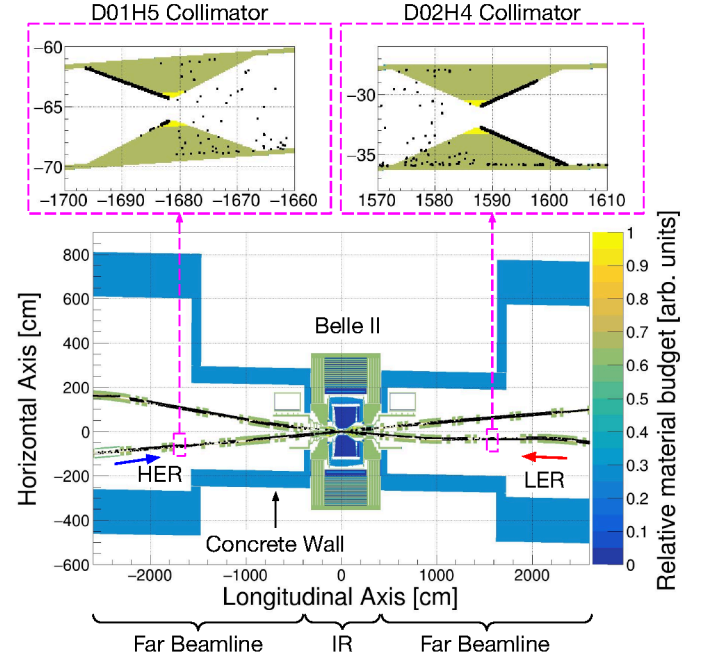 D01H5 Collimator
D02H4 Collimator
−60
−65
−70
−1700 −1690 −1680 −1670 −1660
−30
−35
1570 1580 1590 1600 1610
Horizontal Axis [cm]
800
600
400
200
0
−200
−400
−600
−2000 −1000 0 1000 2000
Longitudinal Axis [cm]
Belle II
HER
LER
Concrete Wall
1
0.9
0.8
0.7
0.6
0.5
0.4
0.3
0.2
0.1
0
Relative material budget [arb. units]
Far Beamline IR Far Beamline